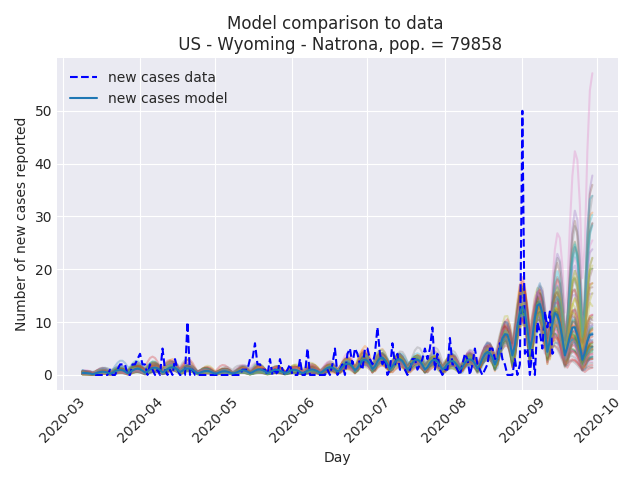 Model comparison to data
US - Wyoming - Natrona, pop. = 79858
new cases data
new cases model
Number of new cases reported
50
40
30
20
10
0
2020-03
2020-04
2020-05
2020-06
2020-07
2020-08
2020-09
2020-10
Day